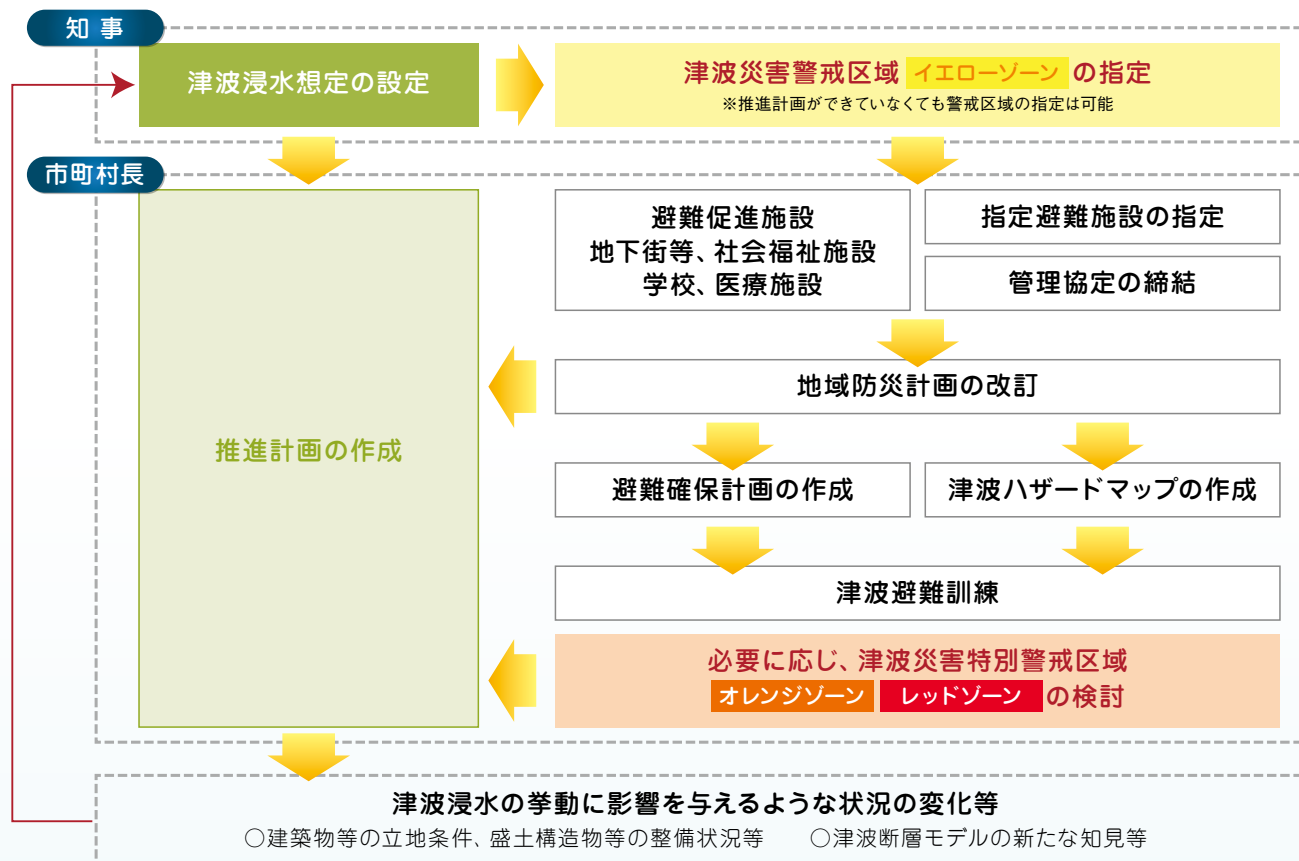 知事
津波浸水想定の設定
津波災害警戒区域 イエローゾーン の指定
※推進計画ができていなくても警戒区域の指定は可能
市町村長
推進計画の作成
避難促進施設
地下街等、社会福祉施設
学校、医療施設
指定避難施設の指定
管理協定の締結
地域防災計画の改訂
避難確保計画の作成
津波ハザードマップの作成
津波避難訓練
必要に応じ、津波災害特別警戒区域
オレンジゾーン レッドゾーン の検討
津波浸水の挙動に影響を与えるような状況の変化等
○建築物等の立地条件、盛土構造物等の整備状況等 ○津波断層モデルの新たな知見等